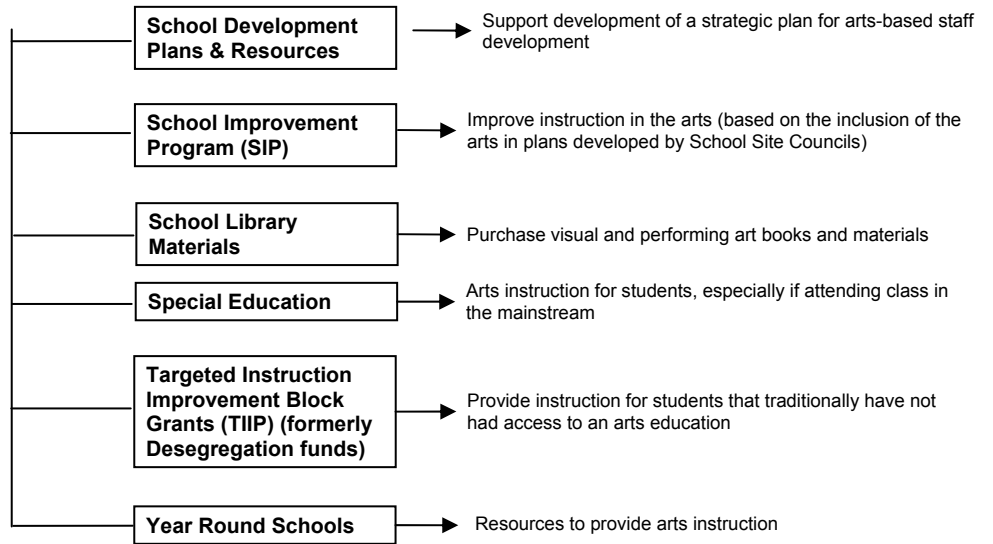 School Development
Plans & Resources
Support development of a strategic plan for arts-based staff
development
School Improvement
Program (SIP)
Improve instruction in the arts (based on the inclusion of the
arts in plans developed by School Site Councils)
School Library
Materials
Purchase visual and performing art books and materials
Special Education
Arts instruction for students, especially if attending class in
the mainstream
Targeted Instruction
Improvement Block
Grants (TIIP) (formerly
Desegregation funds)
Provide instruction for students that traditionally have not
had access to an arts education
Year Round Schools
Resources to provide arts instruction